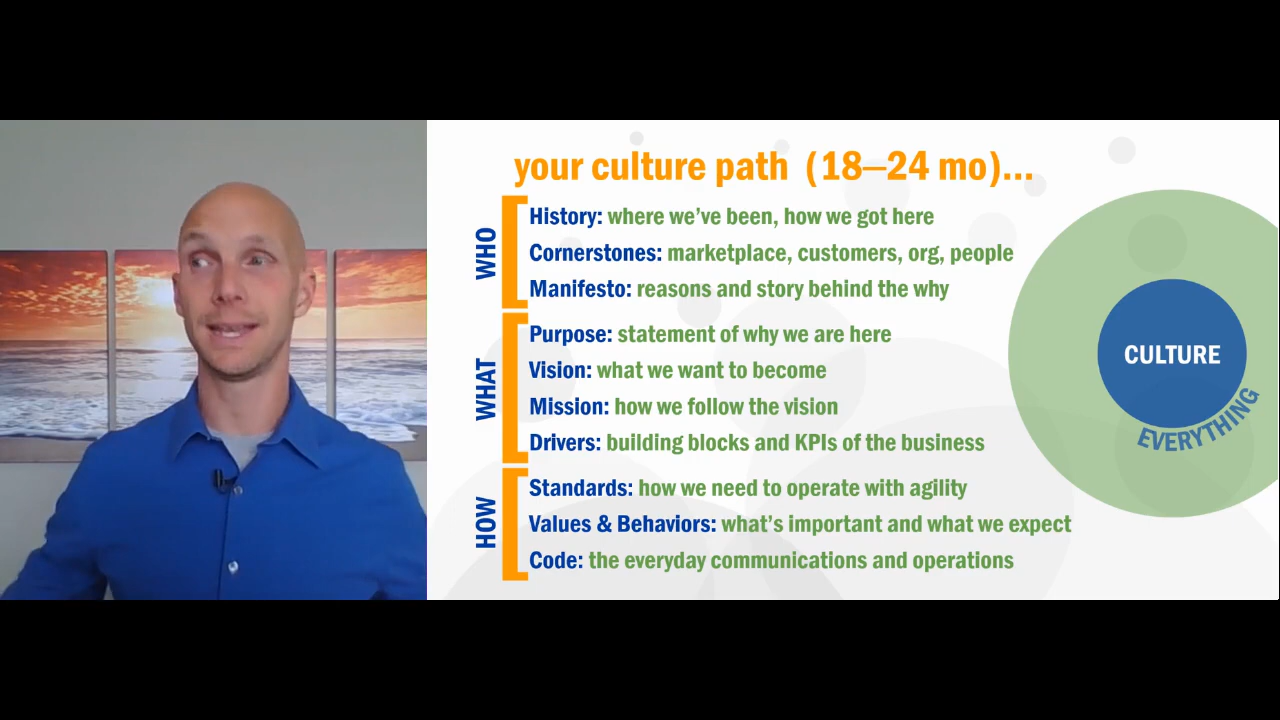 your culture path (18–24 mo)...
WHO
History: where we've been, how we got here
Cornerstones: marketplace, customers, org, people
Manifesto: reasons and story behind the why
WHAT
Purpose: statement of why we are here
Vision: what we want to become
Mission: how we follow the vision
Drivers: building blocks and KPIs of the business
HOW
Standards: how we need to operate with agility
Values & Behaviors: what's important and what we expect
Code: the everyday communications and operations
CULTURE
EVERYTHING